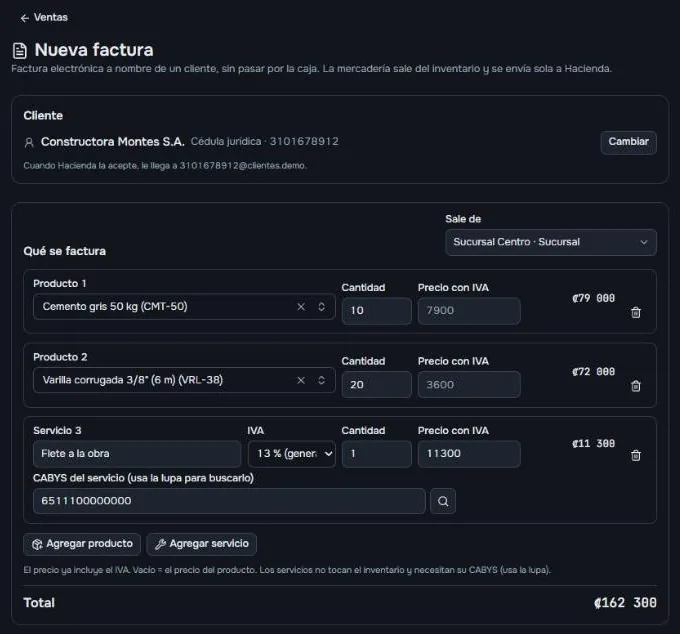 ← Ventas
Nueva factura
Factura electrónica a nombre de un cliente, sin pasar por la caja. La mercadería sale del inventario y se envía sola a Hacienda.
Cliente
Constructora Montes S.A. Cédula jurídica · 3101678912
Cambiar
Cuando Hacienda la acepte, le llega a 3101678912@clientes.demo.
Sale de
Sucursal Centro · Sucursal
Qué se factura
Producto 1
Cantidad
Precio con IVA
Cemento gris 50 kg (CMT-50)
10
7900
₡79 000
Producto 2
Cantidad
Precio con IVA
Varilla corrugada 3/8" (6 m) (VRL-38)
20
3600
₡72 000
Servicio 3
IVA
Cantidad
Precio con IVA
Flete a la obra
13 % (gener
1
11300
₡11 300
CABYS del servicio (usa la lupa para buscarlo)
6511100000000
Agregar producto
Agregar servicio
El precio ya incluye el IVA. Vacío = el precio del producto. Los servicios no tocan el inventario y necesitan su CABYS (usa la lupa).
Total
₡162 300